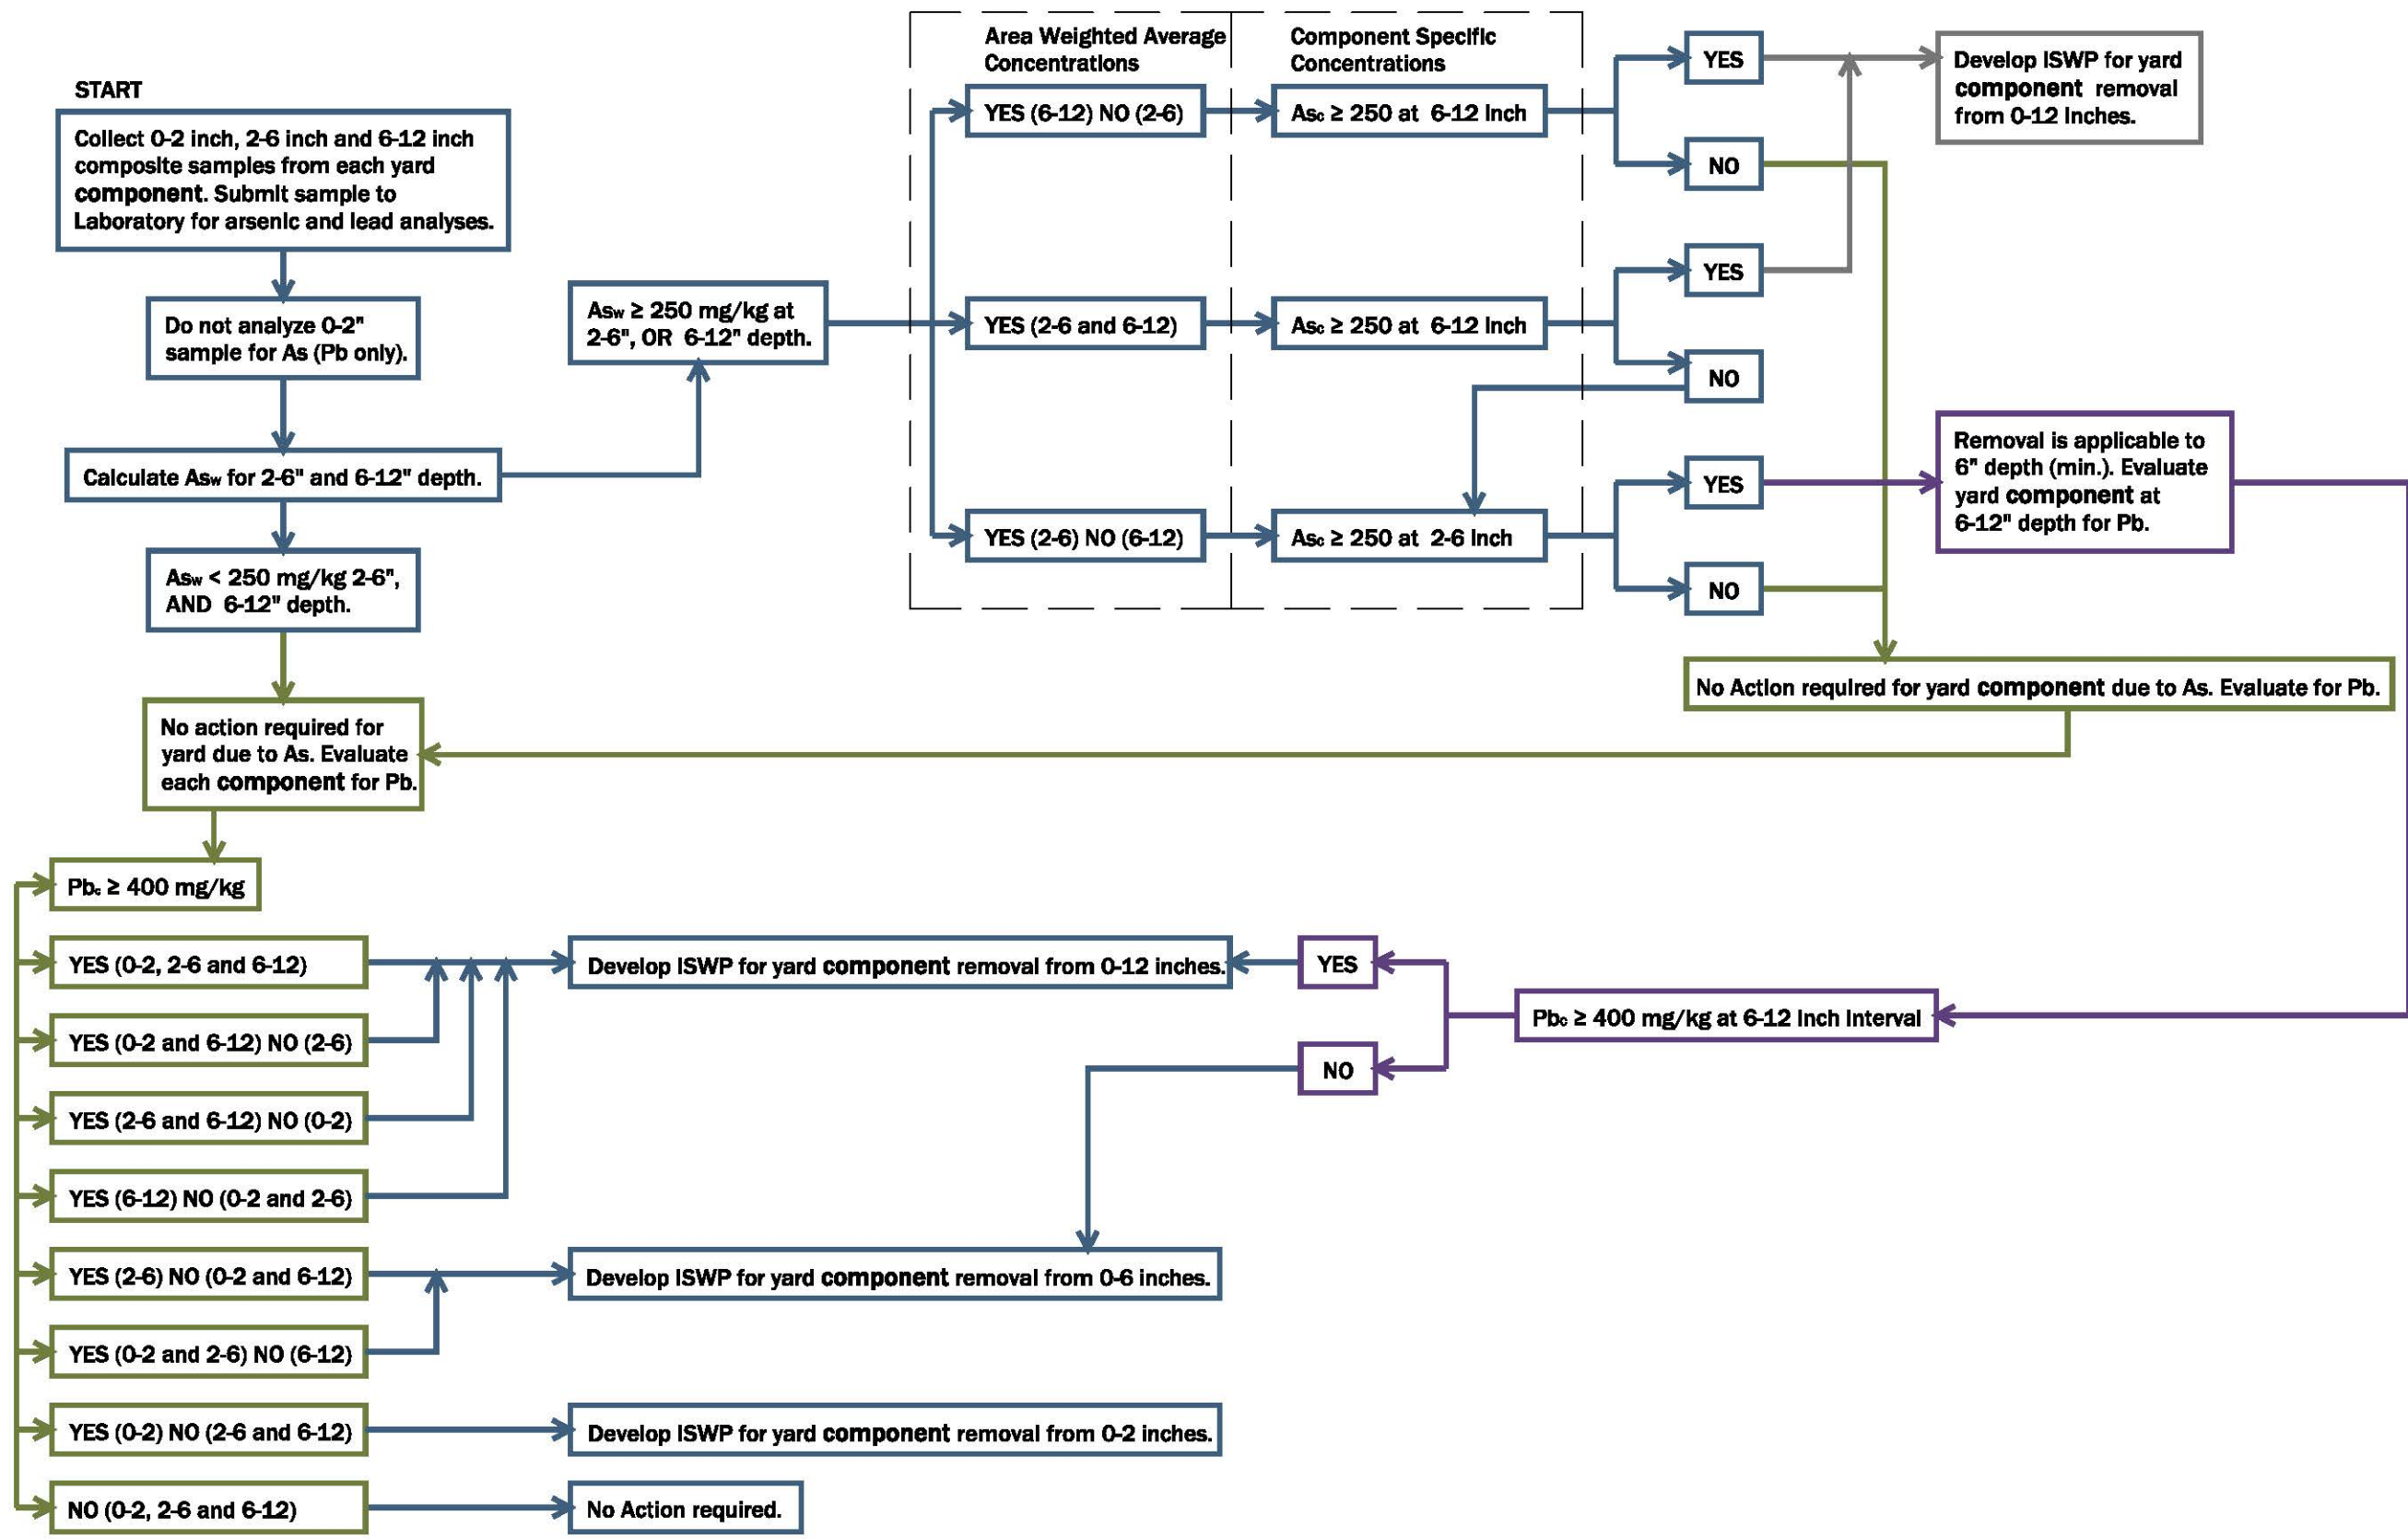 START
Collect 0-2 inch, 2-6 inch and 6-12 inch
composite samples from each yard
component. Submit sample to
Laboratory for arsenic and lead analyses.
Do not analyze 0-2"
sample for As (Pb only).
Calculate Asw for 2-6" and 6-12" depth.
Asw < 250 mg/kg 2-6",
AND 6-12" depth.
No action required for
yard due to As. Evaluate
each component for Pb.
Asw ≥ 250 mg/kg at
2-6", OR 6-12" depth.
Area Weighted Average
Concentrations
Component Specific
Concentrations
YES (6-12) NO (2-6)
Asc ≥ 250 at 6-12 Inch
YES
NO
Develop ISWP for yard
component removal
from 0-12 Inches.
YES (2-6 and 6-12)
Asc ≥ 250 at 6-12 Inch
YES
NO
YES (2-6) NO (6-12)
Asc ≥ 250 at 2-6 Inch
YES
NO
Removal is applicable to
6" depth (min.). Evaluate
yard component at
6-12" depth for Pb.
No Action required for yard component due to As. Evaluate for Pb.
Pbc ≥ 400 mg/kg
YES (0-2, 2-6 and 6-12)
Develop ISWP for yard component removal from 0-12 inches.
YES
Pbc ≥ 400 mg/kg at 6-12 Inch Interval
NO
YES (0-2 and 6-12) NO (2-6)
YES (2-6 and 6-12) NO (0-2)
YES (6-12) NO (0-2 and 2-6)
YES (2-6) NO (0-2 and 6-12)
Develop ISWP for yard component removal from 0-6 inches.
YES (0-2 and 2-6) NO (6-12)
YES (0-2) NO (2-6 and 6-12)
Develop ISWP for yard component removal from 0-2 inches.
NO (0-2, 2-6 and 6-12)
No Action required.